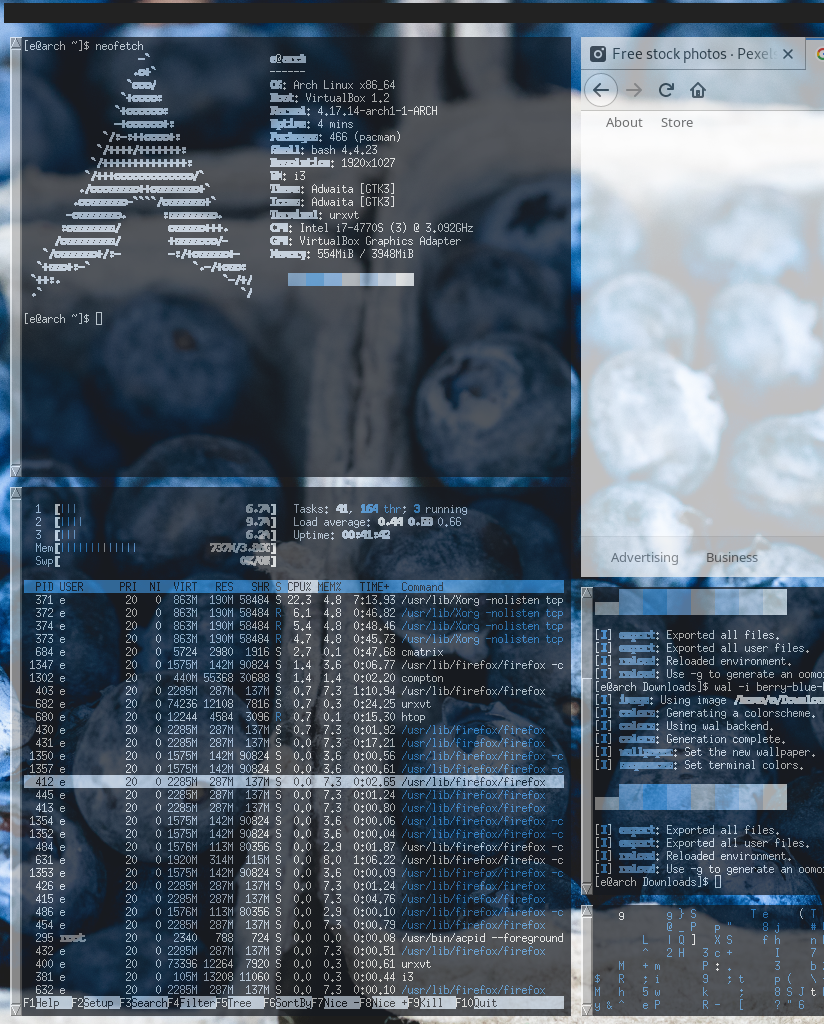 [e@arch ~]$ neofetch
e@arch
------
OS: Arch Linux x86_64
Host: VirtualBox 1.2
Kernel: 4.17.14-arch1-1-ARCH
Uptime: 4 mins
Packages: 466 (pacman)
Shell: bash 4.4.23
Resolution: 1920x1027
WM: i3
Theme: Adwaita [GTK3]
Icons: Adwaita [GTK3]
Terminal: urxvt
CPU: Intel i7-4770S (3) @ 3.092GHz
GPU: VirtualBox Graphics Adapter
Memory: 554MiB / 3948MiB
[e@arch ~]$
1 [||| 6.7%] Tasks: 41, 164 thr; 3 running
2 [|||| 9.7%] Load average: 0.44 0.50 0.66
3 [||| 6.2%] Uptime: 00:41:42
Mem[||||||||||||| 737M/3.86G]
Swp[ 0K/0K]
PID USER PRI NI VIRT RES SHR S CPU% MEM% TIME+ Command
371 e 20 0 863M 190M 58484 S 22.3 4.8 7:13.93 /usr/lib/Xorg -nolisten tcp
372 e 20 0 863M 190M 58484 R 6.1 4.8 0:46.82 /usr/lib/Xorg -nolisten tcp
374 e 20 0 863M 190M 58484 R 5.4 4.8 0:48.46 /usr/lib/Xorg -nolisten tcp
373 e 20 0 863M 190M 58484 R 4.7 4.8 0:45.73 /usr/lib/Xorg -nolisten tcp
684 e 20 0 5724 2980 1916 S 2.7 0.1 0:47.68 cmatrix
1347 e 20 0 1575M 142M 90824 S 1.4 3.6 0:06.77 /usr/lib/firefox/firefox -c
1302 e 20 0 440M 55368 30688 S 1.4 1.4 0:02.20 compton
403 e 20 0 2285M 287M 137M S 0.7 7.3 1:10.94 /usr/lib/firefox/firefox
682 e 20 0 74236 12108 7816 S 0.7 0.3 0:24.25 urxvt
680 e 20 0 12244 4584 3096 R 0.7 0.1 0:15.30 htop
430 e 20 0 2285M 287M 137M S 0.7 7.3 0:01.92 /usr/lib/firefox/firefox
431 e 20 0 2285M 287M 137M S 0.7 7.3 0:17.21 /usr/lib/firefox/firefox
1350 e 20 0 1575M 142M 90824 S 0.0 3.6 0:00.46 /usr/lib/firefox/firefox -c
1357 e 20 0 1575M 142M 90824 S 0.0 3.6 0:00.61 /usr/lib/firefox/firefox -c
412 e 20 0 2285M 287M 137M S 0.0 7.3 0:02.65 /usr/lib/firefox/firefox
445 e 20 0 2285M 287M 137M S 0.0 7.3 0:01.24 /usr/lib/firefox/firefox
413 e 20 0 2285M 287M 137M S 0.0 7.3 0:00.80 /usr/lib/firefox/firefox
1354 e 20 0 1575M 142M 90824 S 0.0 3.6 0:00.06 /usr/lib/firefox/firefox -c
1352 e 20 0 1575M 142M 90824 S 0.0 3.6 0:00.04 /usr/lib/firefox/firefox -c
484 e 20 0 1576M 113M 80356 S 0.0 2.9 0:01.87 /usr/lib/firefox/firefox -c
631 e 20 0 1920M 314M 115M S 0.0 8.0 1:06.22 /usr/lib/firefox/firefox -c
1353 e 20 0 1575M 142M 90824 S 0.0 3.6 0:00.09 /usr/lib/firefox/firefox -c
426 e 20 0 2285M 287M 137M S 0.0 7.3 0:01.24 /usr/lib/firefox/firefox
415 e 20 0 2285M 287M 137M S 0.0 7.3 0:04.76 /usr/lib/firefox/firefox
486 e 20 0 1576M 113M 80356 S 0.0 2.9 0:00.10 /usr/lib/firefox/firefox -c
454 e 20 0 2285M 287M 137M S 0.0 7.3 0:00.79 /usr/lib/firefox/firefox
295 root 20 0 2340 788 724 S 0.0 0.0 0:00.08 /usr/bin/acpid --foreground
432 e 20 0 2285M 287M 137M S 0.0 7.3 0:00.51 /usr/lib/firefox/firefox
400 e 20 0 73396 12264 7920 S 0.0 0.3 0:00.61 urxvt
381 e 20 0 105M 13208 11060 S 0.0 0.3 0:00.44 i3
632 e 20 0 2285M 287M 137M S 0.0 7.3 0:00.00 /usr/lib/firefox/firefox
F1Help F2Setup F3Search F4Filter F5Tree F6SortBy F7Nice - F8Nice + F9Kill F10Quit
Free stock photos · Pexels
About Store
Advertising Business
[I] export: Exported all files.
[I] export: Exported all user files.
[I] reload: Reloaded environment.
[I] reload: Use -g to generate an oomox
[e@arch Downloads]$ wal -i berry-blue-
[I] image: Using image
[I] colors: Generating a colorscheme.
[I] colors: Using wal backend.
[I] colors: Generation complete.
[I] wallpaper: Set the new wallpaper.
[I] sequences: Set terminal colors.
[I] export: Exported all files.
[I] export: Exported all user files.
[I] reload: Reloaded environment.
[I] reload: Use -g to generate an oomo
[e@arch Downloads]$